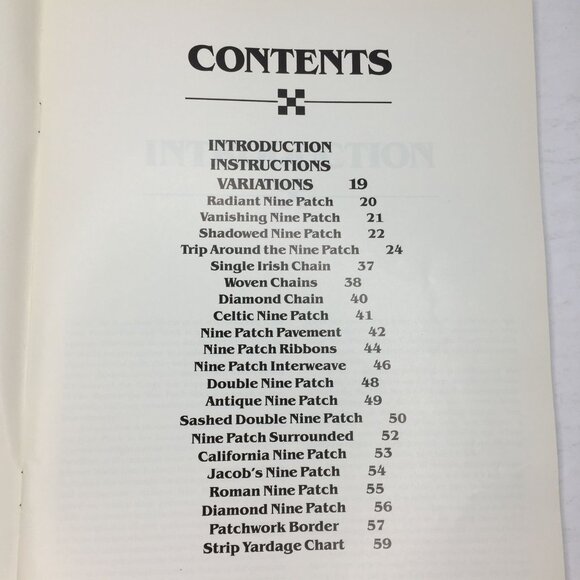 CONTENTS
INTRODUCTION
INSTRUCTIONS
VARIATIONS 19
Radiant Nine Patch 20
Vanishing Nine Patch 21
Shadowed Nine Patch 22
Trip Around the Nine Patch 24
Single Irish Chain 37
Woven Chains 38
Diamond Chain 40
Celtic Nine Patch 41
Nine Patch Pavement 42
Nine Patch Ribbons 44
Nine Patch Interweave 46
Double Nine Patch 48
Antique Nine Patch 49
Sashed Double Nine Patch 50
Nine Patch Surrounded 52
California Nine Patch 53
Jacob's Nine Patch 54
Roman Nine Patch 55
Diamond Nine Patch 56
Patchwork Border 57
Strip Yardage Chart 59